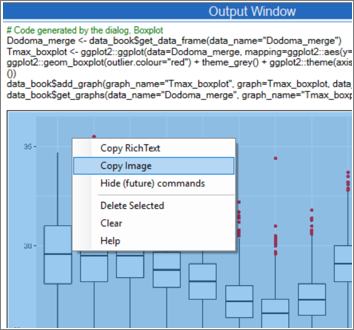 Output Window
# Code generated by the dialog, Boxplot
Dodoma_merge <- data_book$get_data_frame(data_name="Dodoma_merge")
Tmax_boxplot <- ggplot2::ggplot(data=Dodoma_merge, mapping=ggplot2::aes(y=
ggplot2::geom_boxplot(outlier.colour="red") + theme_grey() + ggplot2::theme(axis
())
data_book$add_graph(graph_name="Tmax_boxplot", graph=Tmax_boxplot, data
data_book$get_graphs(data_name="Dodoma_merge", graph_name="Tmax_boxp
35
Copy RichText
Copy Image
Hide (future) commands
Delete Selected
Clear
Help
30